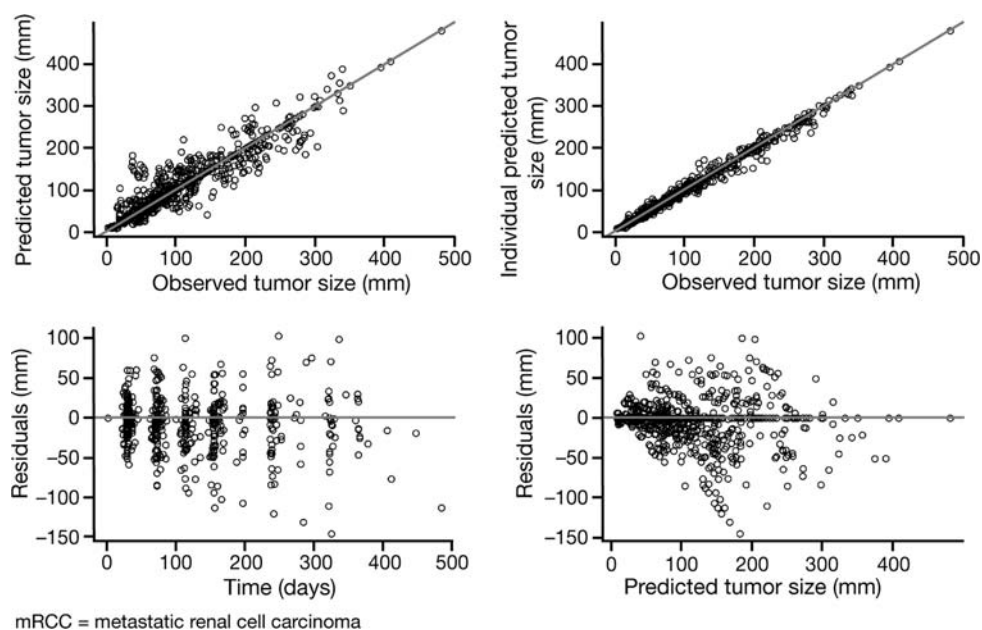 Predicted tumor size (mm)
400
300
200
100
0
0 100 200 300 400 500
Observed tumor size (mm)
Individual predicted tumor
size (mm)
400
300
200
100
0
0 100 200 300 400 500
Observed tumor size (mm)
Residuals (mm)
100
50
0
−50
−100
−150
0 100 200 300 400 500
Time (days)
Residuals (mm)
100
50
0
−50
−100
−150
0 100 200 300 400
Predicted tumor size (mm)
mRCC = metastatic renal cell carcinoma